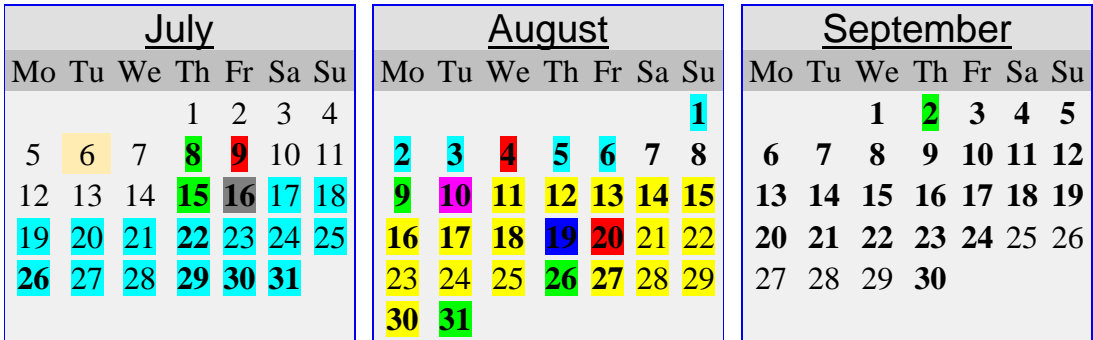 July
Mo Tu We Th Fr Sa Su
1 2 3 4
5 6 7 8 9 10 11
12 13 14 15 16 17 18
19 20 21 22 23 24 25
26 27 28 29 30 31
August
Mo Tu We Th Fr Sa Su
1
2 3 4 5 6 7 8
9 10 11 12 13 14 15
16 17 18 19 20 21 22
23 24 25 26 27 28 29
30 31
September
Mo Tu We Th Fr Sa Su
1 2 3 4 5
6 7 8 9 10 11 12
13 14 15 16 17 18 19
20 21 22 23 24 25 26
27 28 29 30